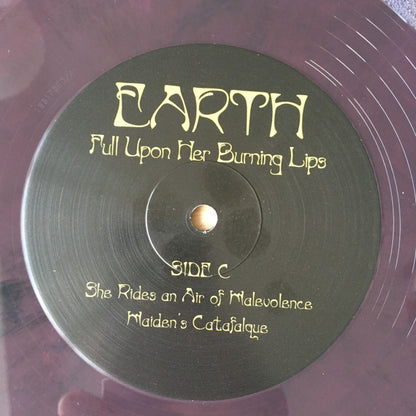 EARTH
Full Upon Her Burning Lips
SIDE C
She Rides an Air of Malevolence
Maiden's Catafalque